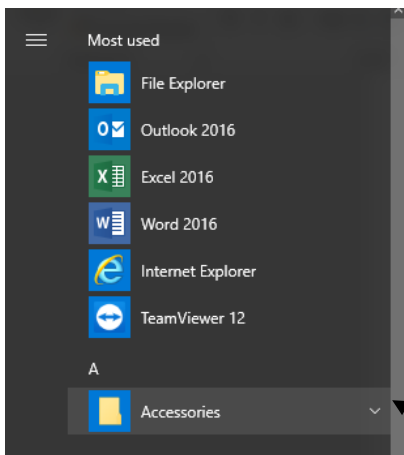 Most used
File Explorer
Outlook 2016
Excel 2016
Word 2016
Internet Explorer
TeamViewer 12
A
Accessories